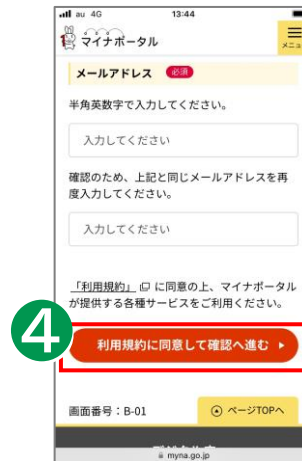 au 4G 13:44
マイナポータル
メニュー
メールアドレス 必須
半角英数字で入力してください。
入力してください
確認のため、上記と同じメールアドレスを再
度入力してください。
入力してください
「利用規約」に同意の上、マイナポータル
が提供する各種サービスをご利用ください。
4
利用規約に同意して確認へ進む
画面番号：B-01
ページTOPへ
myna.go.jp